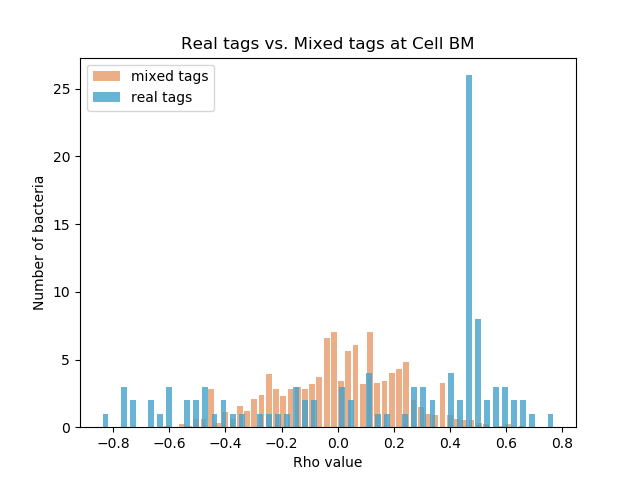 Real tags vs. Mixed tags at Cell BM
mixed tags
real tags
Number of bacteria
25
20
15
10
5
0
−0.8 −0.6 −0.4 −0.2 0.0 0.2 0.4 0.6 0.8
Rho value